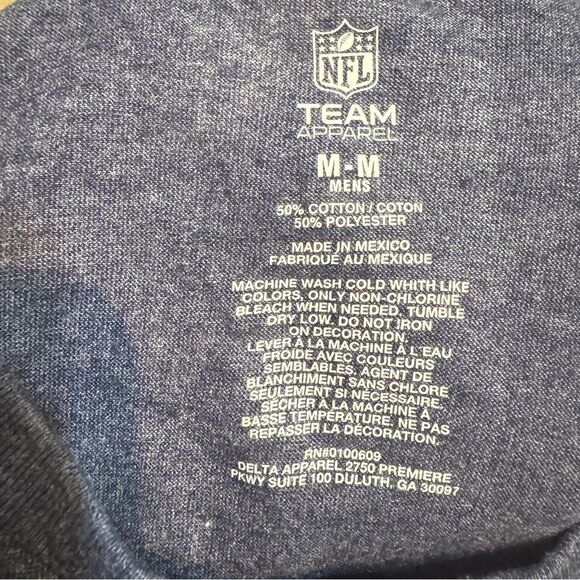 NFL
TEAM
APPAREL
M-M
MENS
50% COTTON / COTON
50% POLYESTER
MADE IN MEXICO
FABRIQUÉ AU MEXIQUE
MACHINE WASH COLD WHITH LIKE
COLORS, ONLY NON-CHLORINE
BLEACH WHEN NEEDED, TUMBLE
DRY LOW. DO NOT IRON
ON DECORATION.
LEVER À LA MACHINE À L'EAU
FROIDE AVEC COULEURS
SEMBLABLES. AGENT DE
BLANCHIMENT SANS CHLORE
SEULEMENT SI NÉCESSAIRE.
SÉCHER À LA MACHINE À
BASSE TEMPÉRATURE. NE PAS
REPASSER LA DÉCORATION.
RN#0100609
DELTA APPAREL 2750 PREMIERE
PKWY SUITE 100 DULUTH, GA 30097